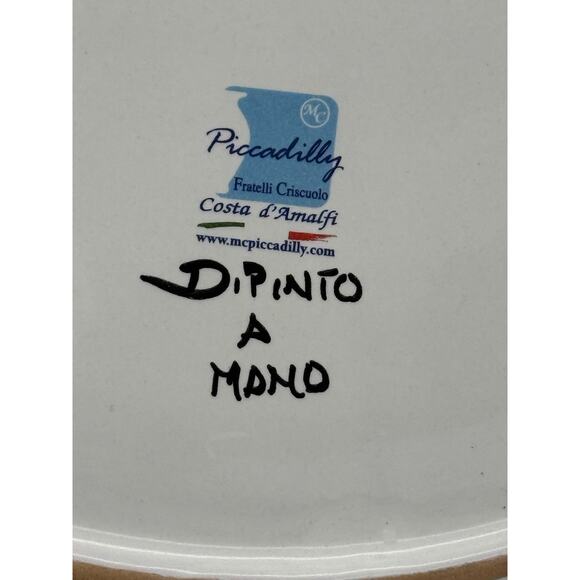 MC
Piccadilly
Fratelli Criscuolo
Costa d'Amalfi
www.mcpiccadilly.com
DIPINTO
A
MANO